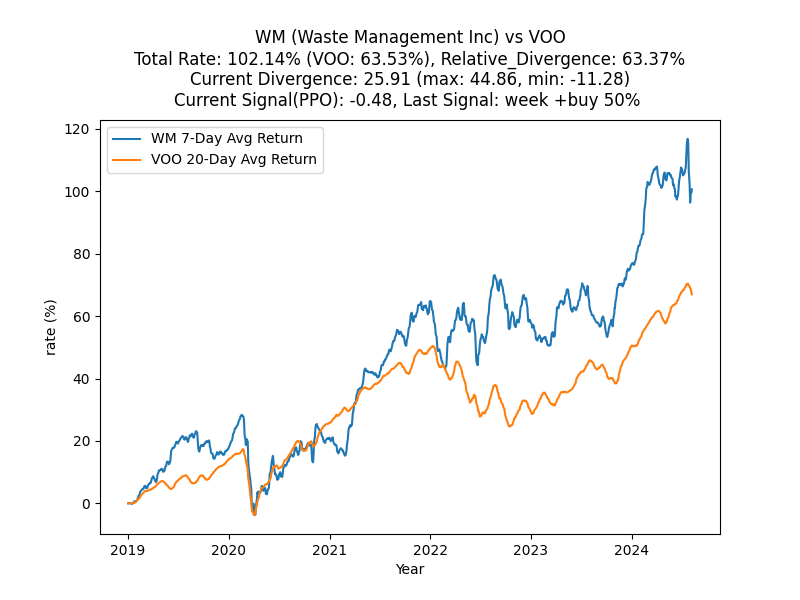 WM (Waste Management Inc) vs VOO
Total Rate: 102.14% (VOO: 63.53%), Relative_Divergence: 63.37%
Current Divergence: 25.91 (max: 44.86, min: -11.28)
Current Signal(PPO): -0.48, Last Signal: week +buy 50%
WM 7-Day Avg Return
VOO 20-Day Avg Return
120
100
80
60
40
20
0
rate (%)
2019
2020
2021
2022
2023
2024
Year